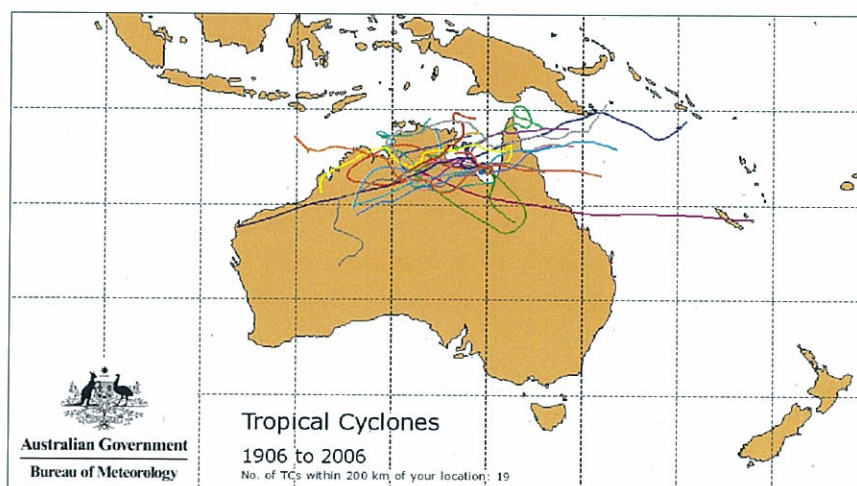 Australian Government
Bureau of Meteorology
Tropical Cyclones
1906 to 2006
No. of TCs within 200 km of your location: 19